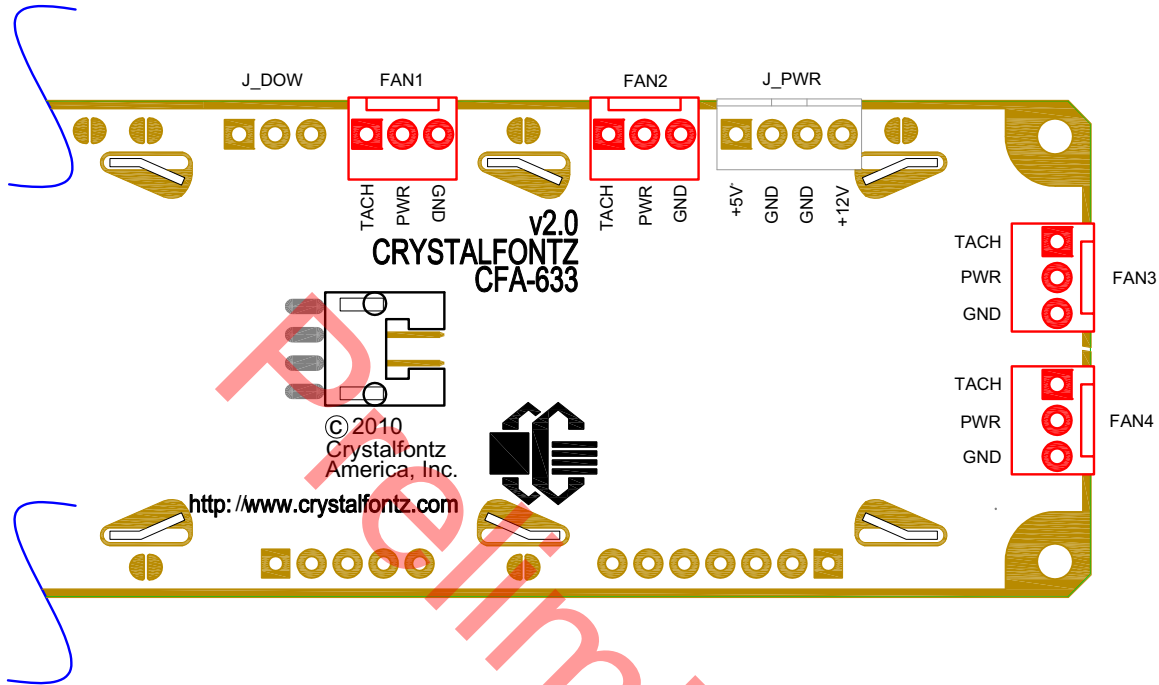 J_DOW
FAN1
FAN2
J_PWR
TACH
PWR
GND
TACH
PWR
GND
+5V
GND
GND
+12V
v2.0
CRYSTALFONTZ
CFA-633
TACH
PWR
GND
FAN3
TACH
PWR
GND
FAN4
© 2010
Crystalfontz
America, Inc.
http://www.crystalfontz.com